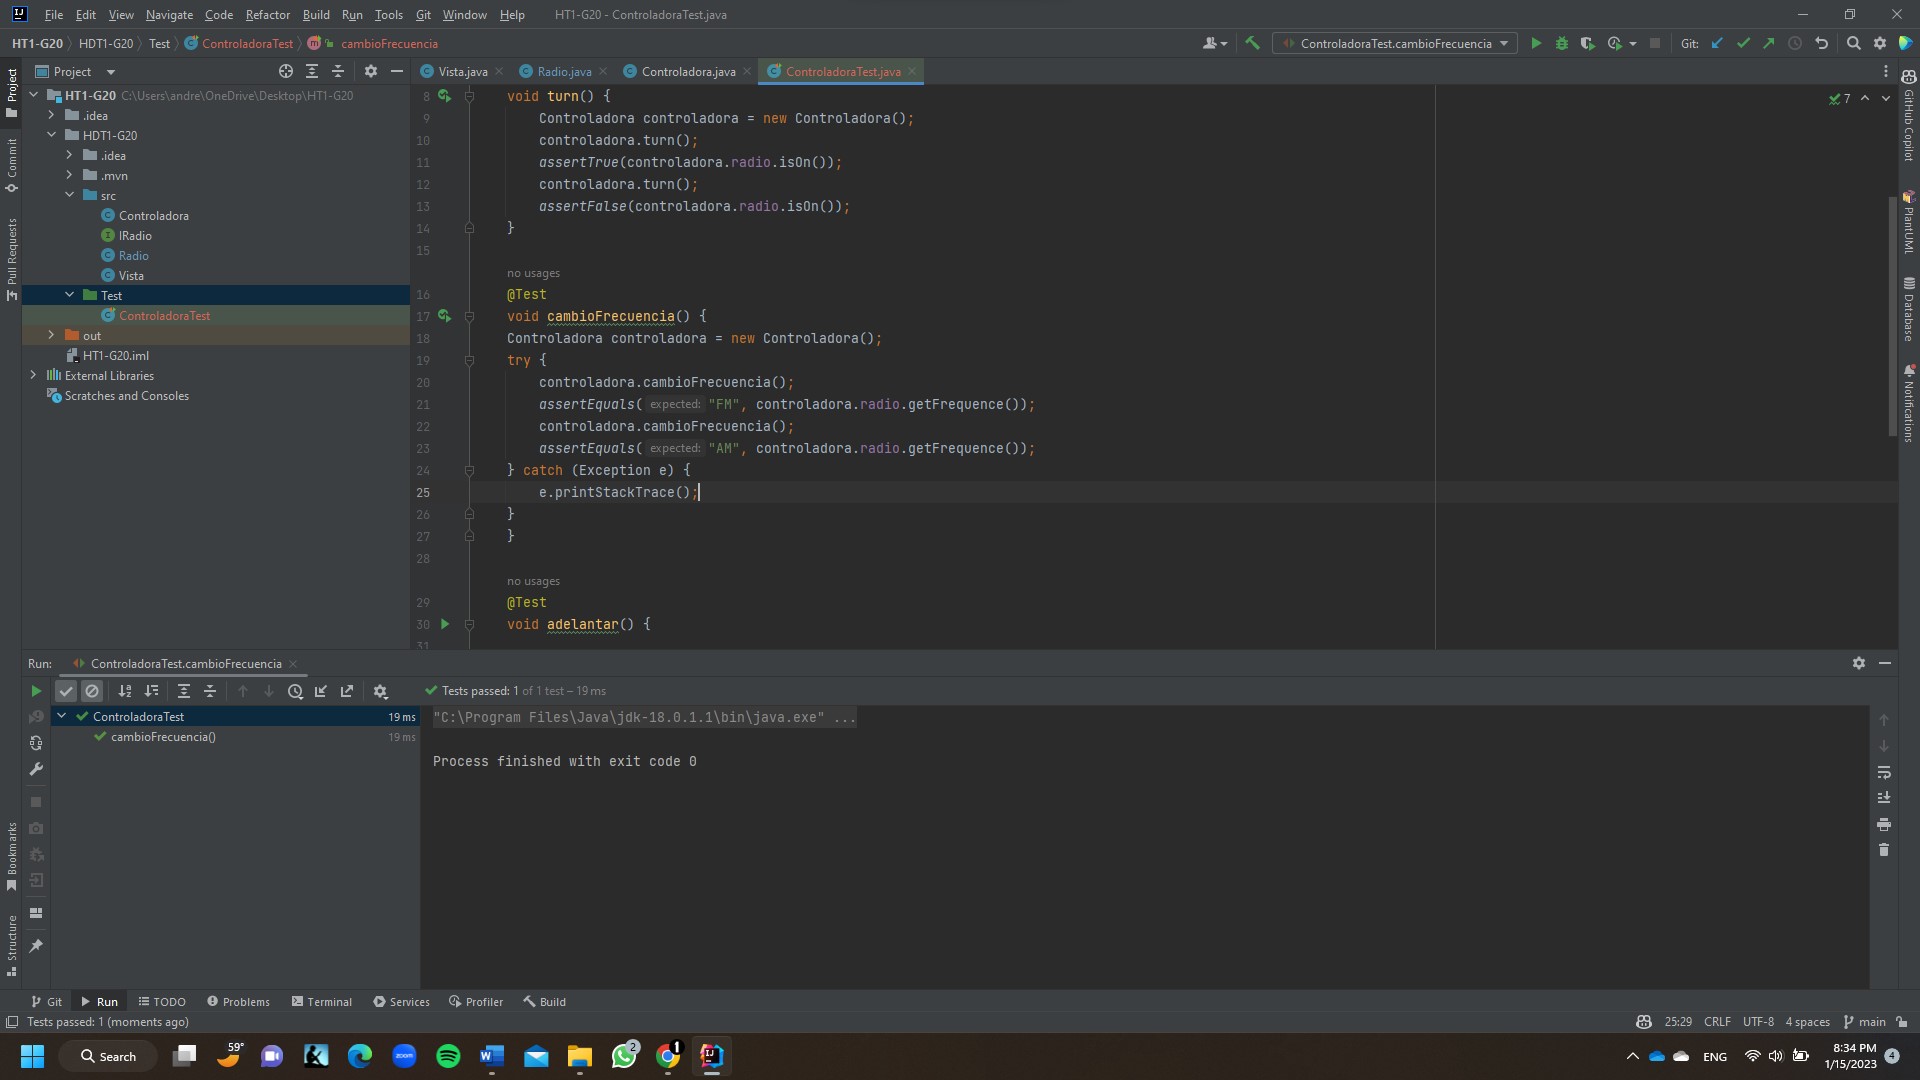 File Edit View Navigate Code Refactor Build Run Tools Git Window Help HT1-G20 - ControladoraTest.java
HT1-G20 HDT1-G20 Test ControladoraTest cambioFrecuencia ControladoraTest.cambioFrecuencia Git:
Project Vista.java Radio.java Controladora.java ControladoraTest.java
HT1-G20 C:\Users\andre\OneDrive\Desktop\HT1-G20
.idea
HDT1-G20
.idea
.mvn
src
Controladora
IRadio
Radio
Vista
Test
ControladoraTest
out
HT1-G20.iml
External Libraries
Scratches and Consoles
Project
Commit
Pull Requests
Bookmarks
Structure
8 void turn() {
9 Controladora controladora = new Controladora();
10 controladora.turn();
11 assertTrue(controladora.radio.isOn());
12 controladora.turn();
13 assertFalse(controladora.radio.isOn());
14 }
15
no usages
16 @Test
17 void cambioFrecuencia() {
18 Controladora controladora = new Controladora();
19 try {
20 controladora.cambioFrecuencia();
21 assertEquals( expected: "FM", controladora.radio.getFrequence());
22 controladora.cambioFrecuencia();
23 assertEquals( expected: "AM", controladora.radio.getFrequence());
24 } catch (Exception e) {
25 e.printStackTrace();
26 }
27 }
28
no usages
29 @Test
30 void adelantar() {
31
7
GitHub Copilot
PlantUML
Database
Notifications
Run: ControladoraTest.cambioFrecuencia
Tests passed: 1 of 1 test – 19 ms
ControladoraTest 19 ms
cambioFrecuencia() 19 ms
"C:\Program Files\Java\jdk-18.0.1.1\bin\java.exe" ...
Process finished with exit code 0
Git Run TODO Problems Terminal Services Profiler Build
Tests passed: 1 (moments ago) 25:29 CRLF UTF-8 4 spaces main
Search 59° zoom 2 1 ENG 8:34 PM
1/15/2023 4